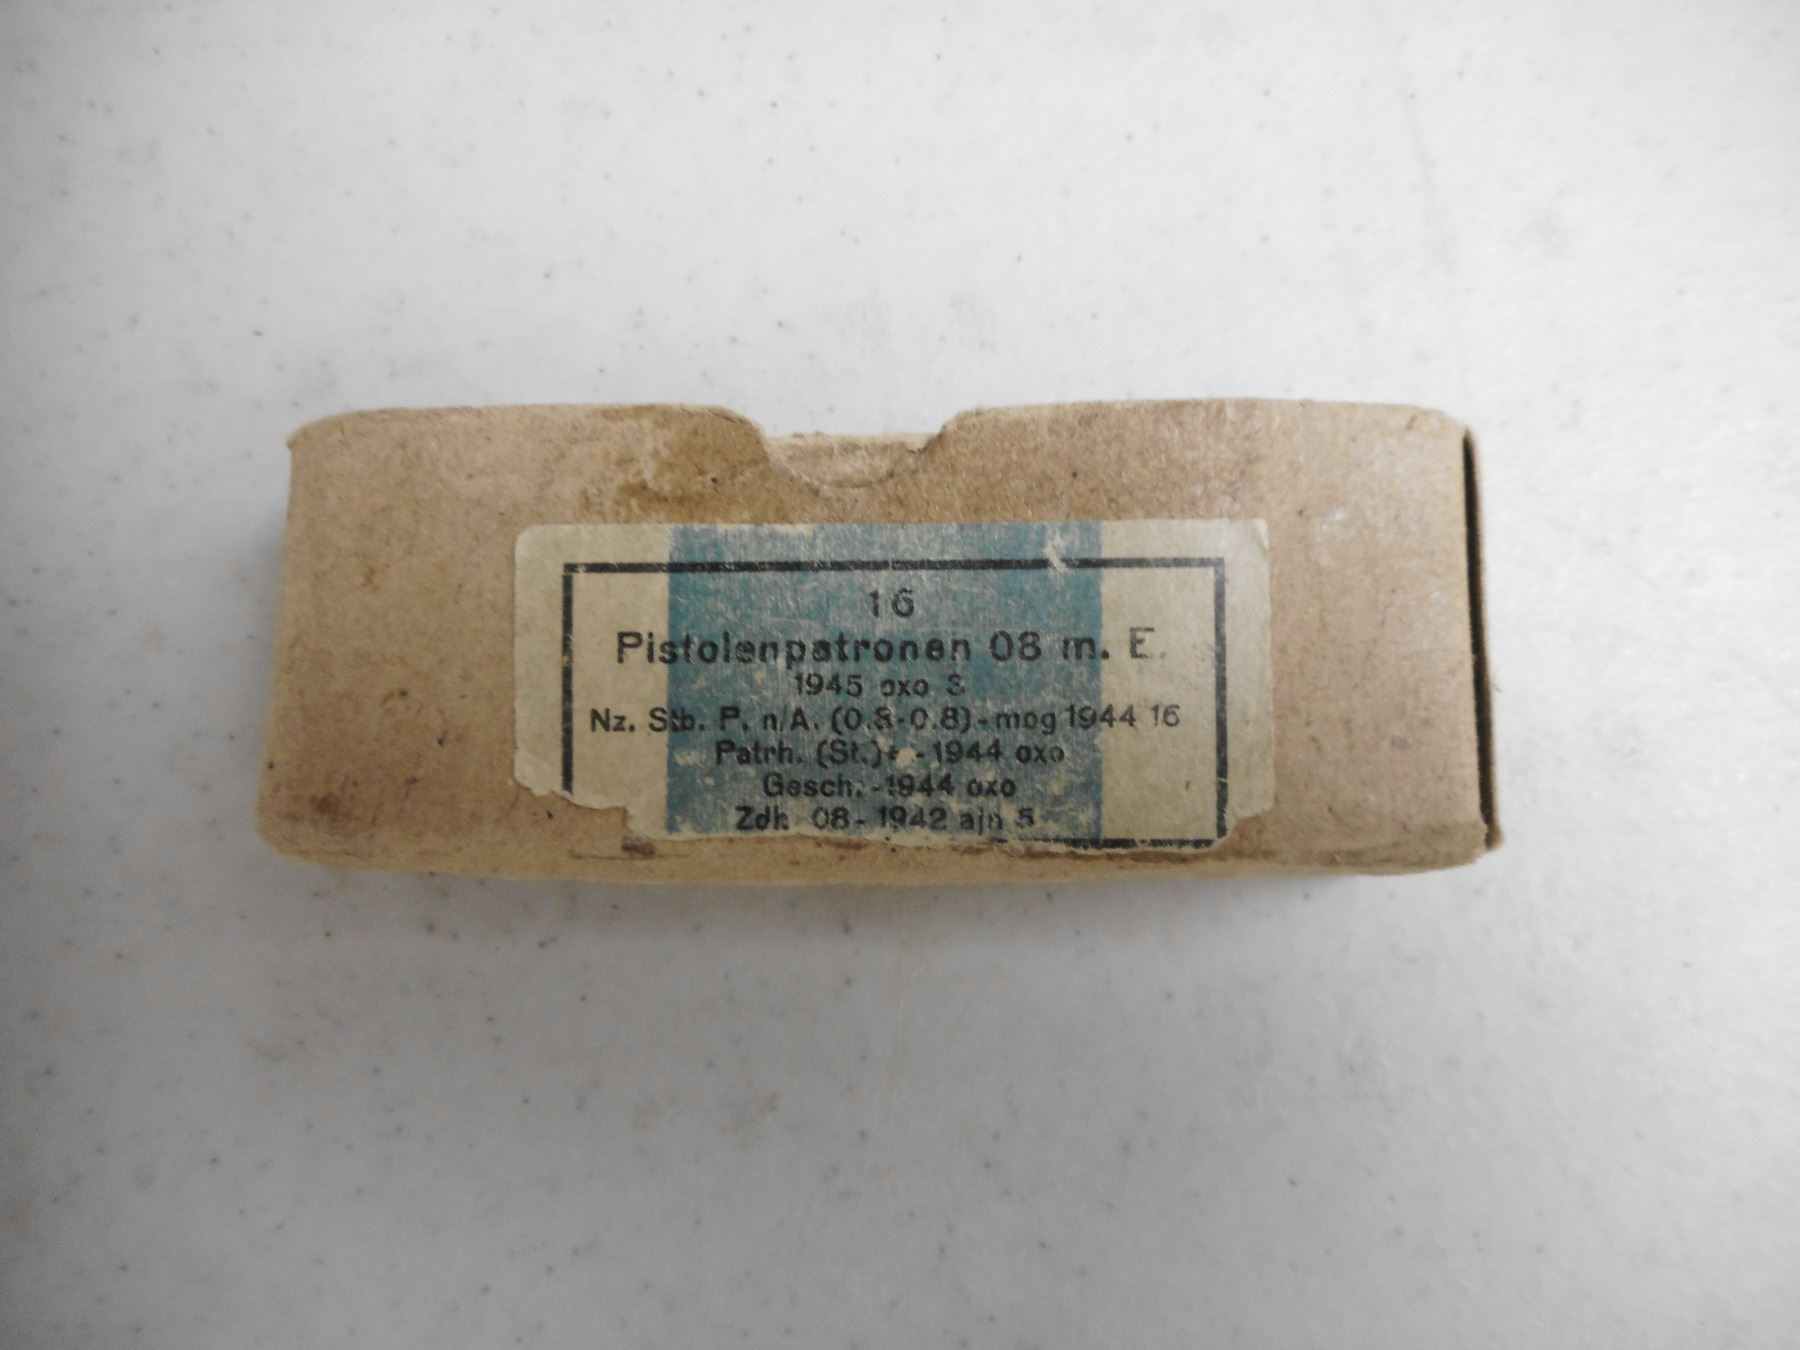 16
Pistolenpatronen 08 m. E.
1945 oxo 3
Nz. Stb. P. n/A. (0.8-0.8)-mog 1944 16
Patrh. (St.)+ -1944 oxo
Gesch.-1944 oxo
Zdh. 08-1942 ajn 5